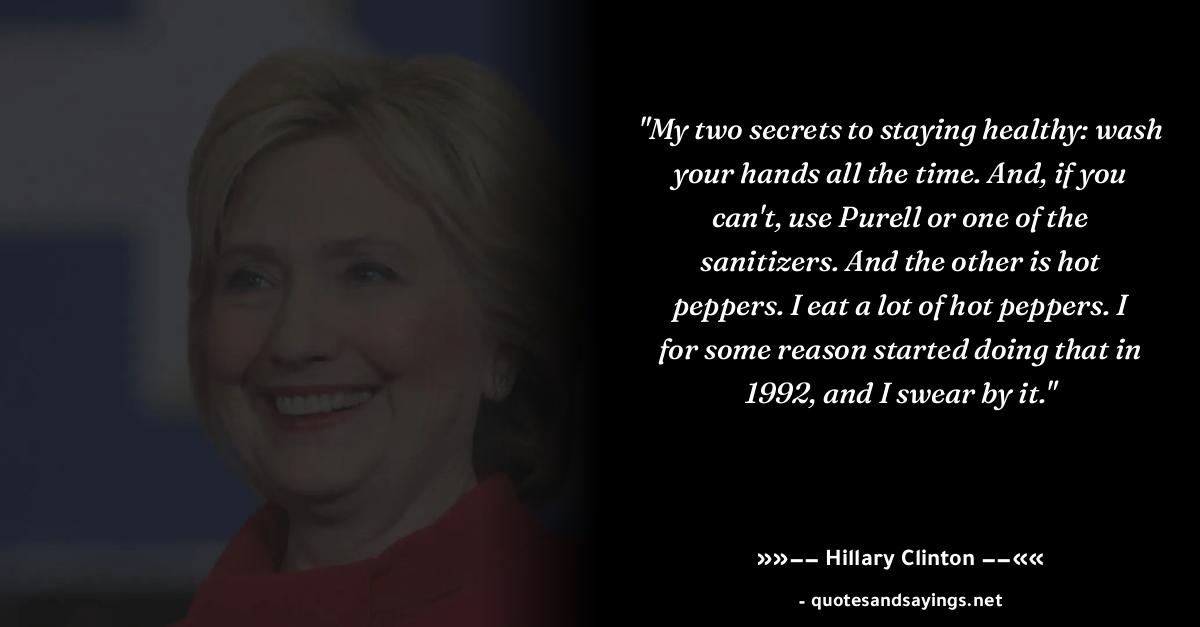 "My two secrets to staying healthy: wash
your hands all the time. And, if you
can't, use Purell or one of the
sanitizers. And the other is hot
peppers. I eat a lot of hot peppers. I
for some reason started doing that in
1992, and I swear by it."
»»–– Hillary Clinton ––««
- quotesandsayings.net